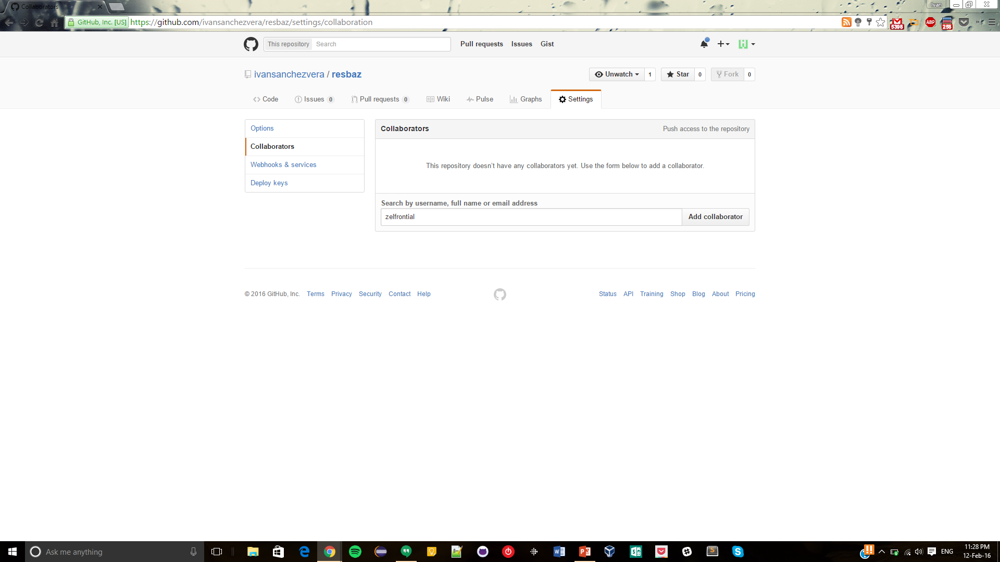 Collaborators
Ivan
GitHub, Inc. [US] https://github.com/ivansanchezvera/resbaz/settings/collaboration
5398
ABP
258
This repository Search
Pull requests Issues Gist
ivansanchezvera / resbaz
Unwatch 1 Star 0 Fork 0
Code Issues 0 Pull requests 0 Wiki Pulse Graphs Settings
Options
Collaborators
Webhooks & services
Deploy keys
Collaborators Push access to the repository
This repository doesn't have any collaborators yet. Use the form below to add a collaborator.
Search by username, full name or email address
zelfrontial Add collaborator
© 2016 GitHub, Inc. Terms Privacy Security Contact Help Status API Training Shop Blog About Pricing
Ask me anything
ENG
11:28 PM
12-Feb-16